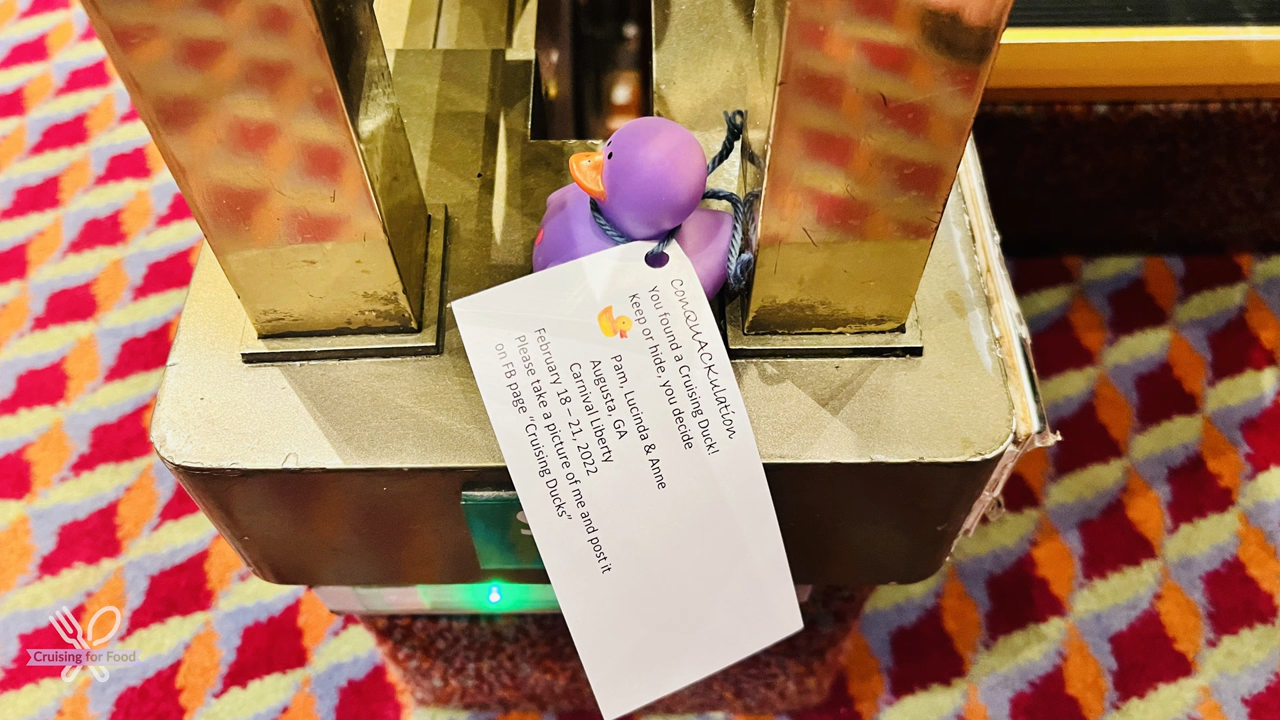 ConQUACKulation
You found a Cruising Duck!
Keep or hide, you decide
Pam, Lucinda & Anne
Augusta, GA
Carnival Liberty
February 18 – 21, 2022
Please take a picture of me and post it
on FB page "Cruising Ducks"
Cruising for Food